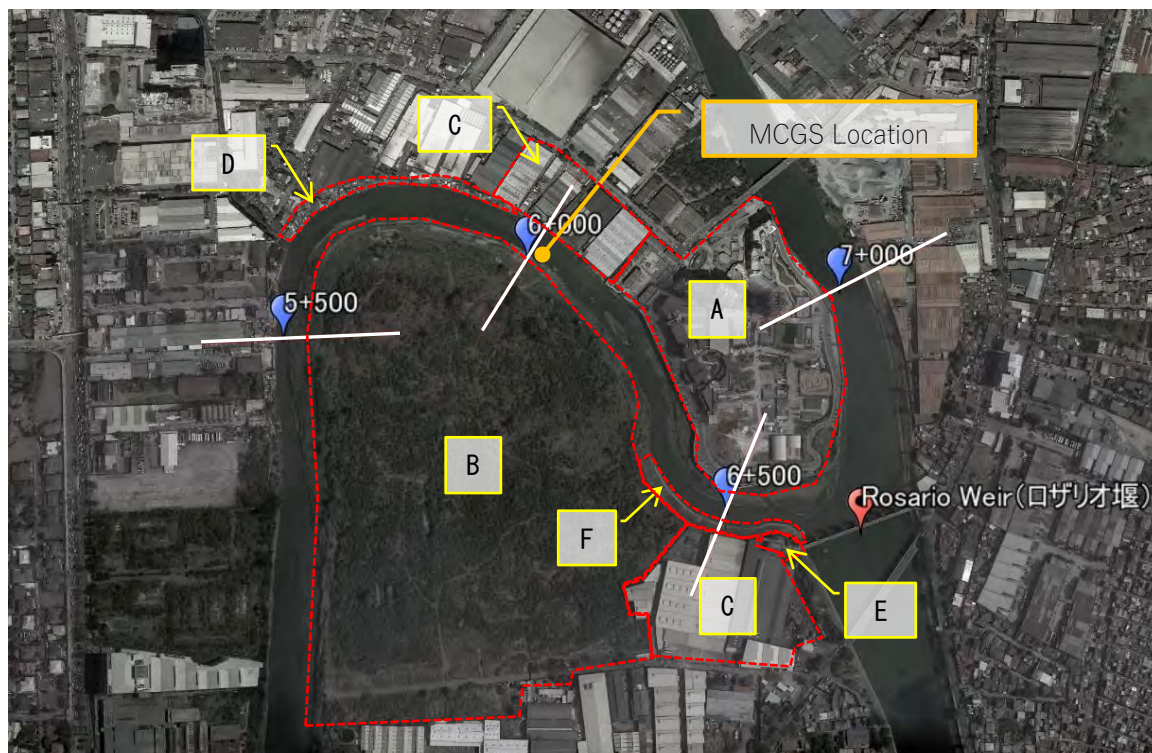 MCGS Location
C
D
6+000
7+000
A
5+500
B
6+500
Rosario Weir(ロザリオ堰)
F
C
E